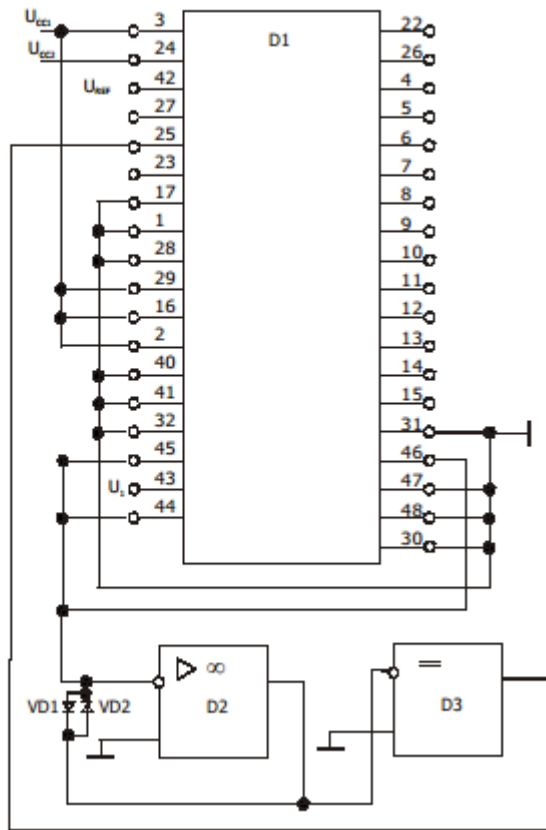 U_CC1 3 D1 22
U_CC2 24 26
U_REF 42 4
27 5
25 6
23 7
17 8
1 9
28 10
29 11
16 12
2 13
40 14
41 15
32 31
45 46
U_1 43 47
44 48
30
▷ ∞ =
VD1 VD2 D2 D3